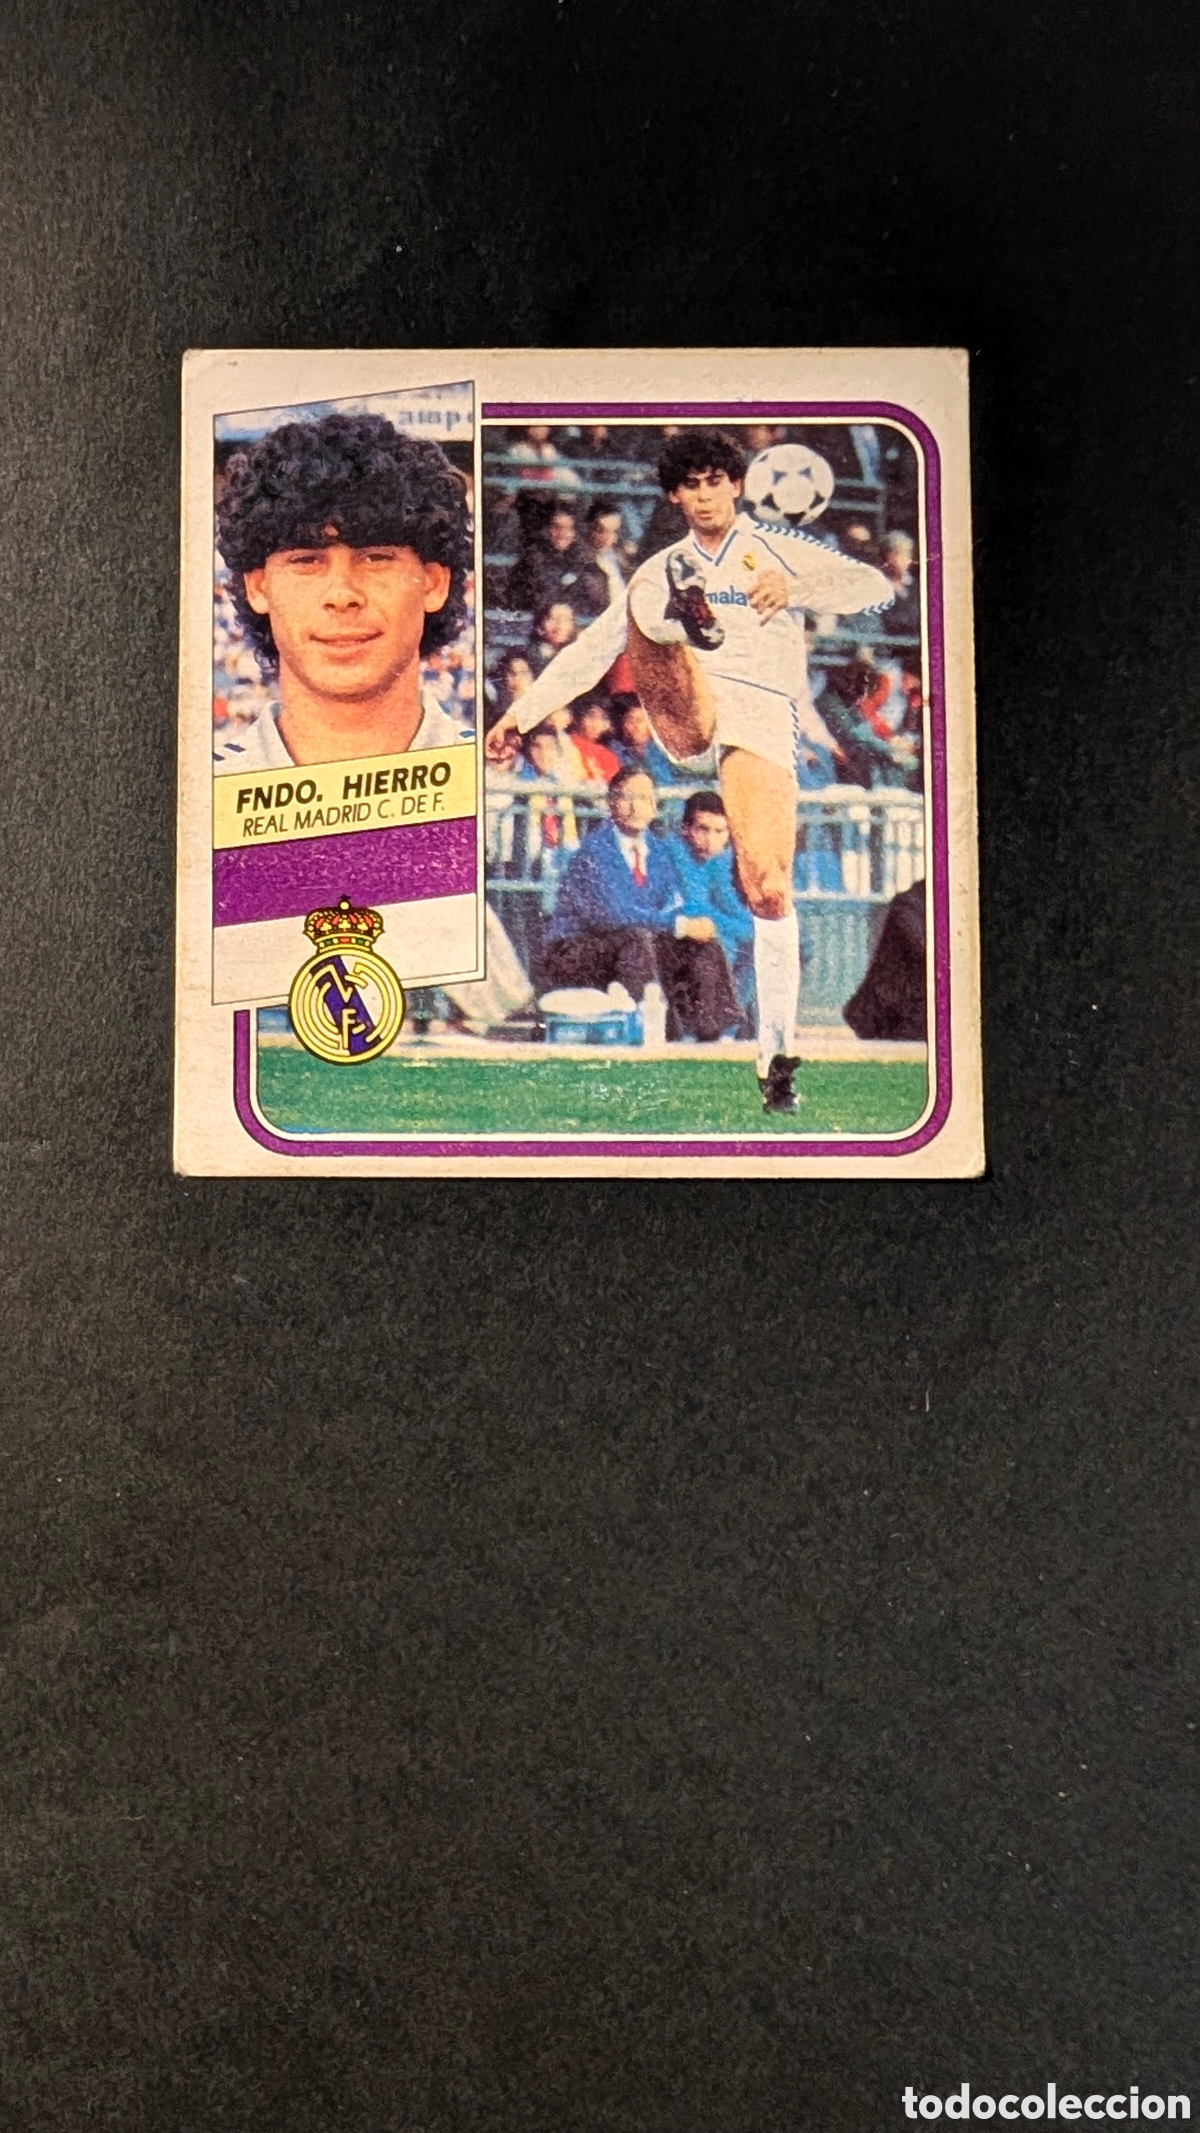 FNDO. HIERRO
REAL MADRID C. DE F.
todocoleccion